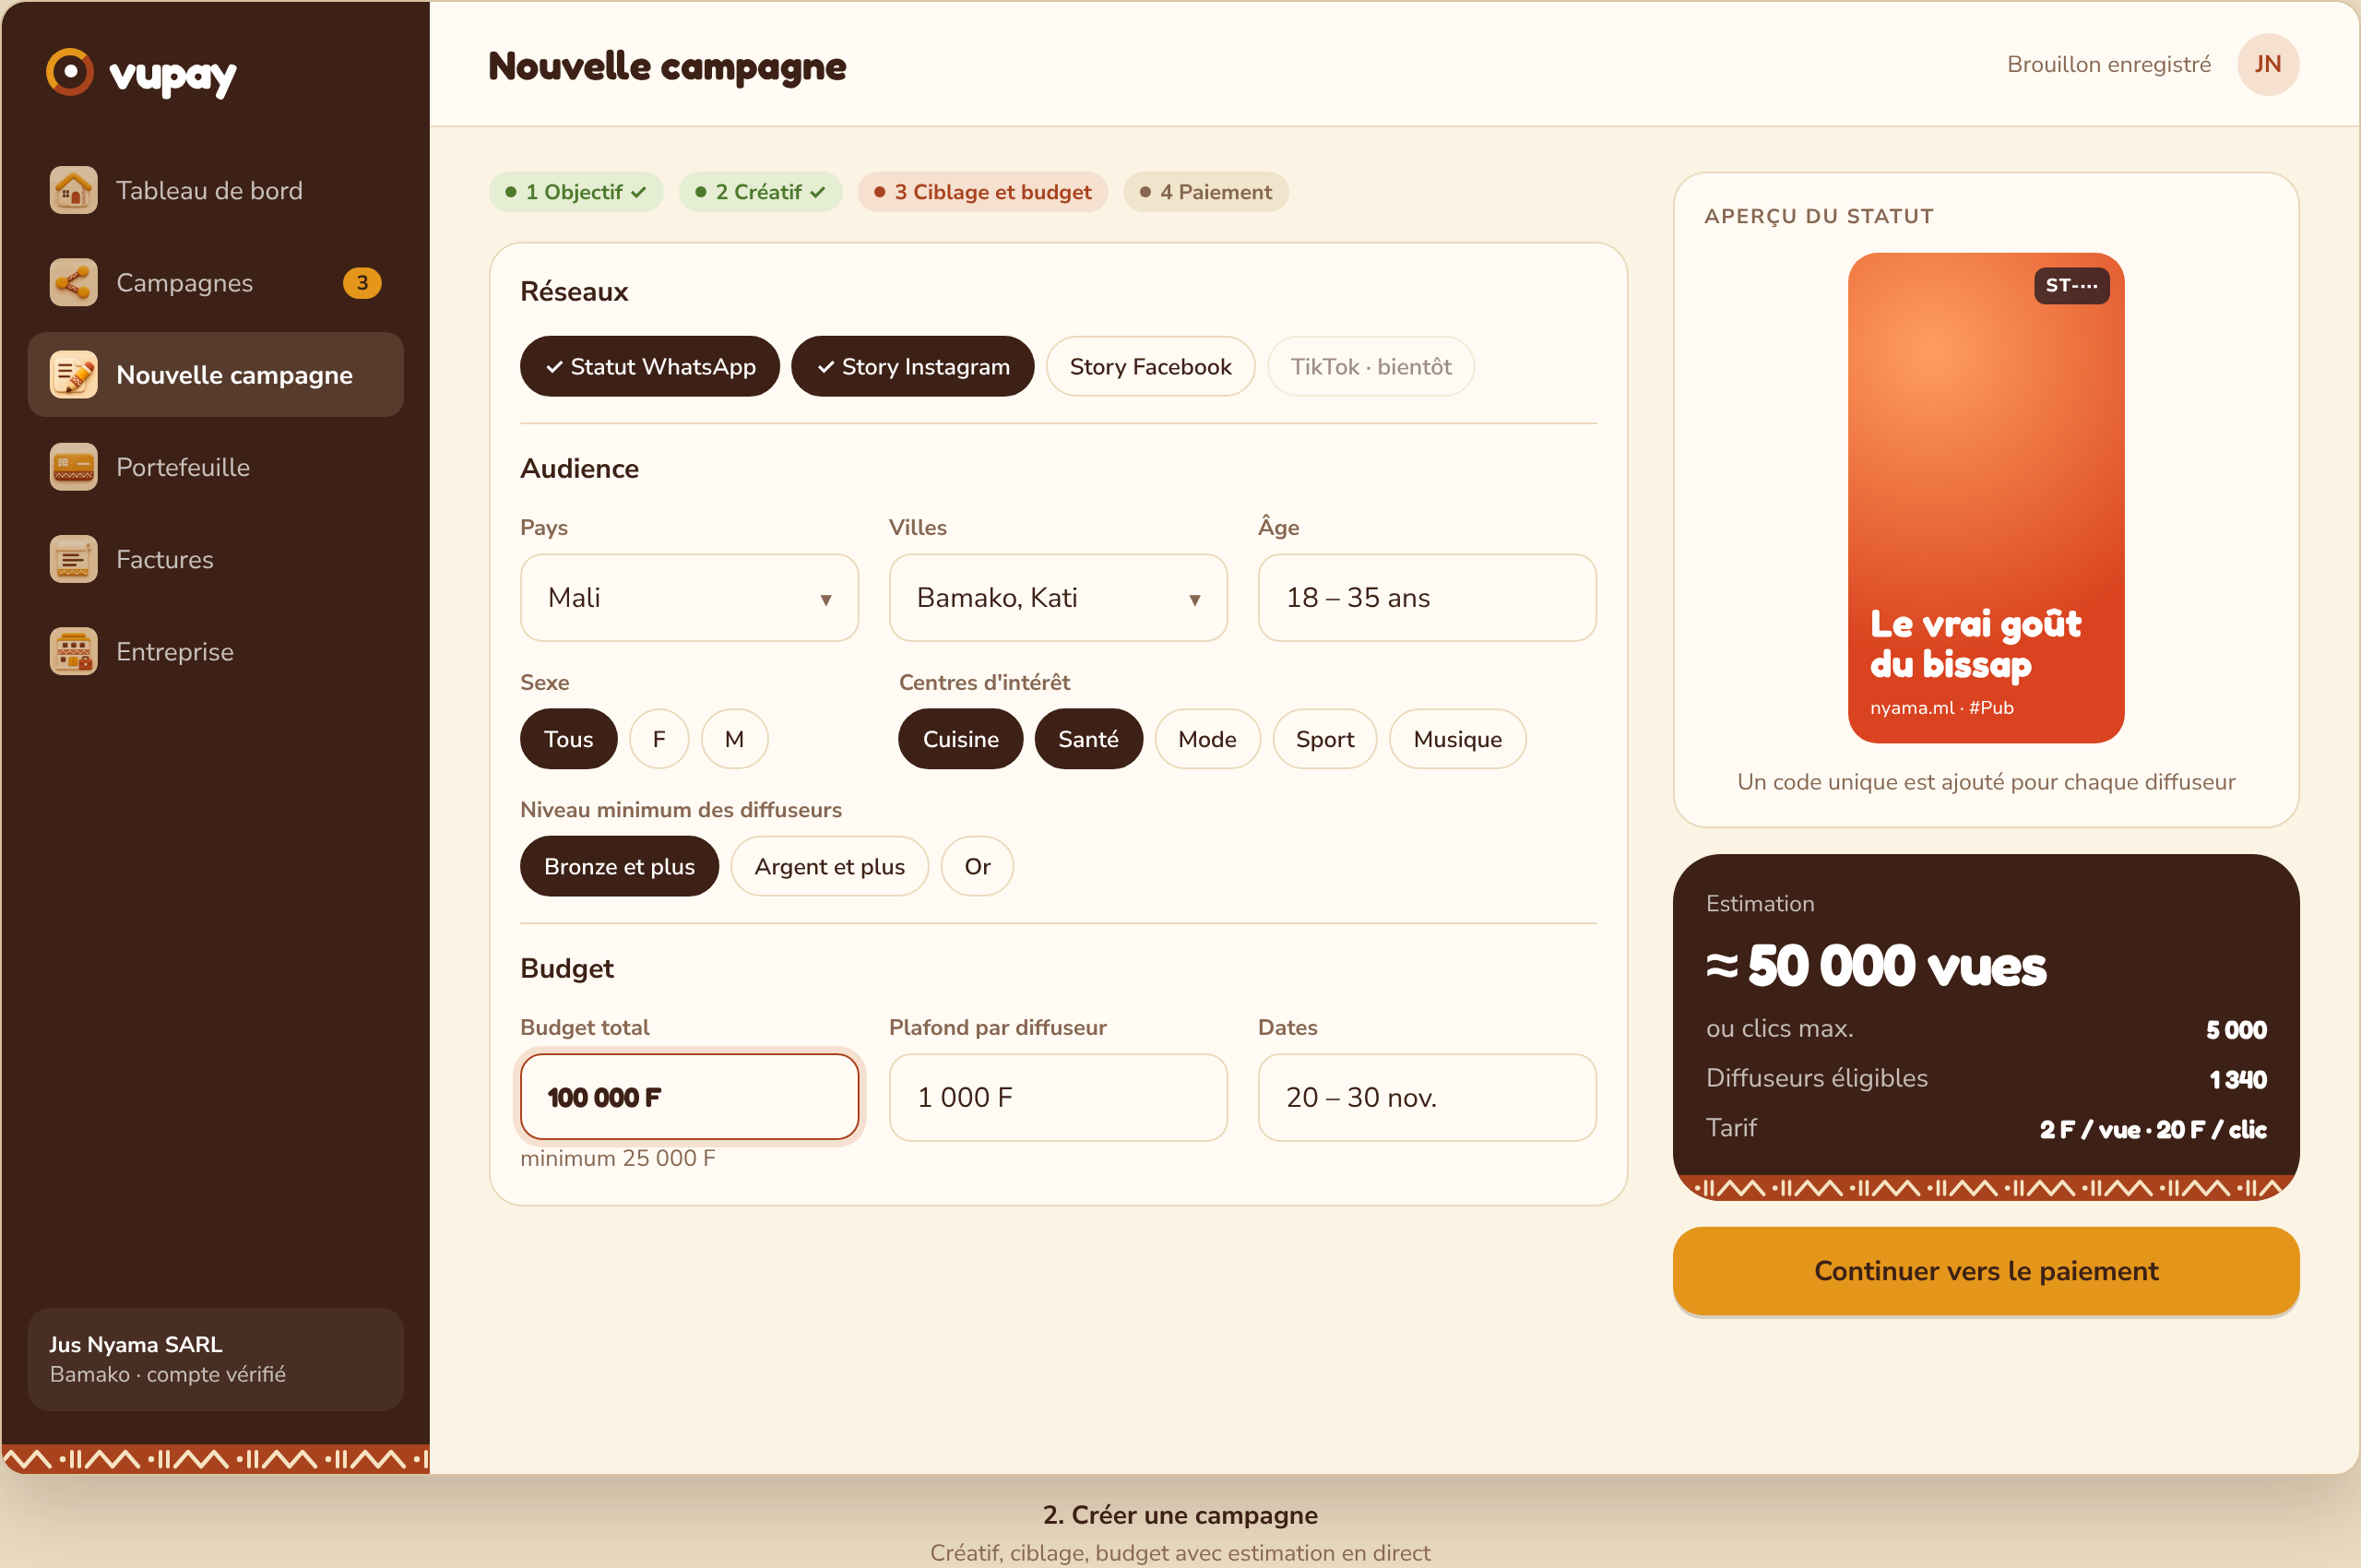 vupay
Tableau de bord
Campagnes 3
Nouvelle campagne
Portefeuille
Factures
Entreprise
Jus Nyama SARL
Bamako · compte vérifié
Nouvelle campagne
Brouillon enregistré JN
1 Objectif ✓ 2 Créatif ✓ 3 Ciblage et budget 4 Paiement
Réseaux
✓ Statut WhatsApp ✓ Story Instagram Story Facebook TikTok · bientôt
Audience
Pays Villes Âge
Mali ▼ Bamako, Kati ▼ 18 – 35 ans
Sexe Centres d'intérêt
Tous F M Cuisine Santé Mode Sport Musique
Niveau minimum des diffuseurs
Bronze et plus Argent et plus Or
Budget
Budget total Plafond par diffuseur Dates
100 000 F 1 000 F 20 – 30 nov.
minimum 25 000 F
APERÇU DU STATUT
ST-···
Le vrai goût
du bissap
nyama.ml · #Pub
Un code unique est ajouté pour chaque diffuseur
Estimation
≈ 50 000 vues
ou clics max. 5 000
Diffuseurs éligibles 1 340
Tarif 2 F / vue · 20 F / clic
Continuer vers le paiement
2. Créer une campagne
Créatif, ciblage, budget avec estimation en direct